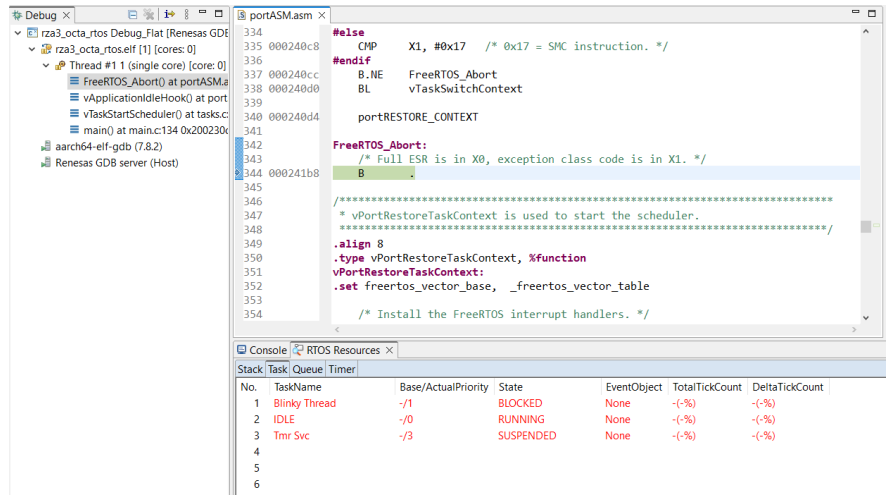 Debug
rza3_octa_rtos Debug_Flat [Renesas GDB
rza3_octa_rtos.elf [1] [cores: 0]
Thread #1 1 (single core) [core: 0]
FreeRTOS_Abort() at portASM.a
vApplicationIdleHook() at port
vTaskStartScheduler() at tasks.c:
main() at main.c:134 0x200230c
aarch64-elf-gdb (7.8.2)
Renesas GDB server (Host)
portASM.asm
334 #else
335 000240c8 CMP X1, #0x17 /* 0x17 = SMC instruction. */
336 #endif
337 000240cc B.NE FreeRTOS_Abort
338 000240d0 BL vTaskSwitchContext
339
340 000240d4 portRESTORE_CONTEXT
341
342 FreeRTOS_Abort:
343 /* Full ESR is in X0, exception class code is in X1. */
344 000241b8 B .
345
346 /******************************************************************************
347 * vPortRestoreTaskContext is used to start the scheduler.
348 ******************************************************************************/
349 .align 8
350 .type vPortRestoreTaskContext, %function
351 vPortRestoreTaskContext:
352 .set freertos_vector_base, _freertos_vector_table
353
354 /* Install the FreeRTOS interrupt handlers. */
Console RTOS Resources
Stack Task Queue Timer
No. TaskName Base/ActualPriority State EventObject TotalTickCount DeltaTickCount
1 Blinky Thread -/1 BLOCKED None -(-%) -(-%)
2 IDLE -/0 RUNNING None -(-%) -(-%)
3 Tmr Svc -/3 SUSPENDED None -(-%) -(-%)
4
5
6